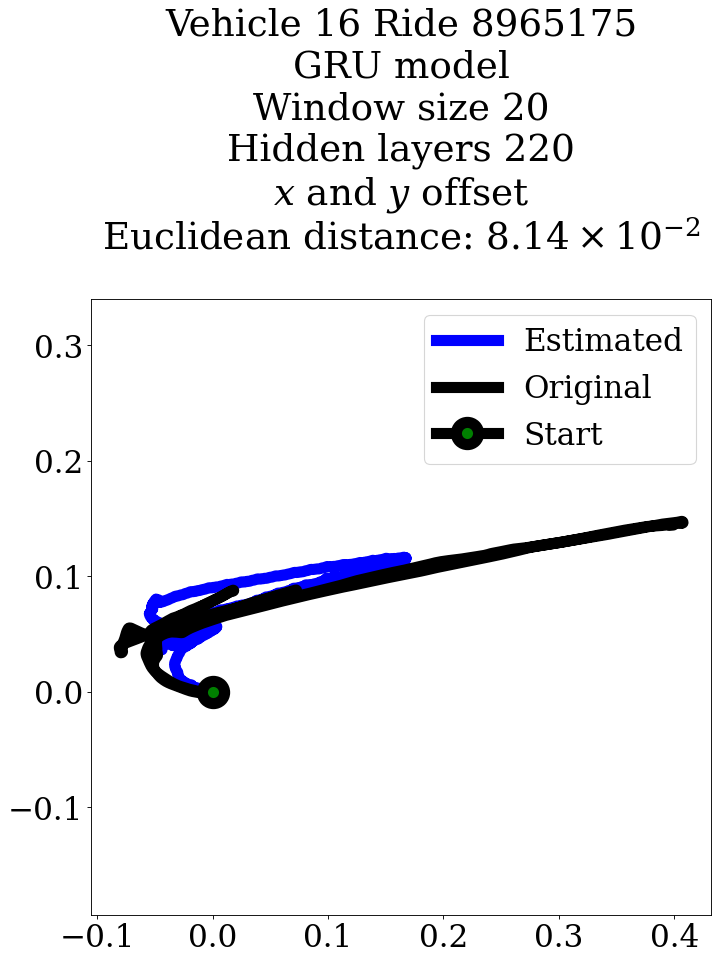 Vehicle 16 Ride 8965175
GRU model
Window size 20
Hidden layers 220
x and y offset
Euclidean distance: 8.14 × 10⁻²
Estimated
Original
Start
0.3
0.2
0.1
0.0
−0.1
−0.1 0.0 0.1 0.2 0.3 0.4